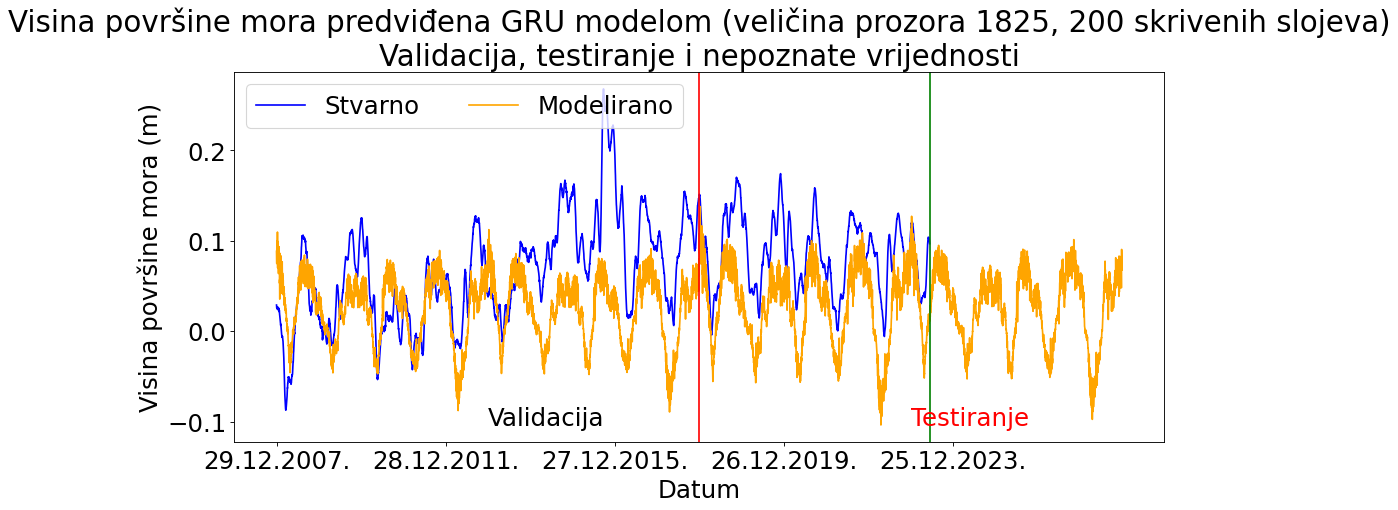 Visina površine mora predviđena GRU modelom (veličina prozora 1825, 200 skrivenih slojeva)
Validacija, testiranje i nepoznate vrijednosti
Stvarno Modelirano
Visina površine mora (m)
0.2
0.1
0.0
−0.1
Validacija Testiranje
29.12.2007. 28.12.2011. 27.12.2015. 26.12.2019. 25.12.2023.
Datum